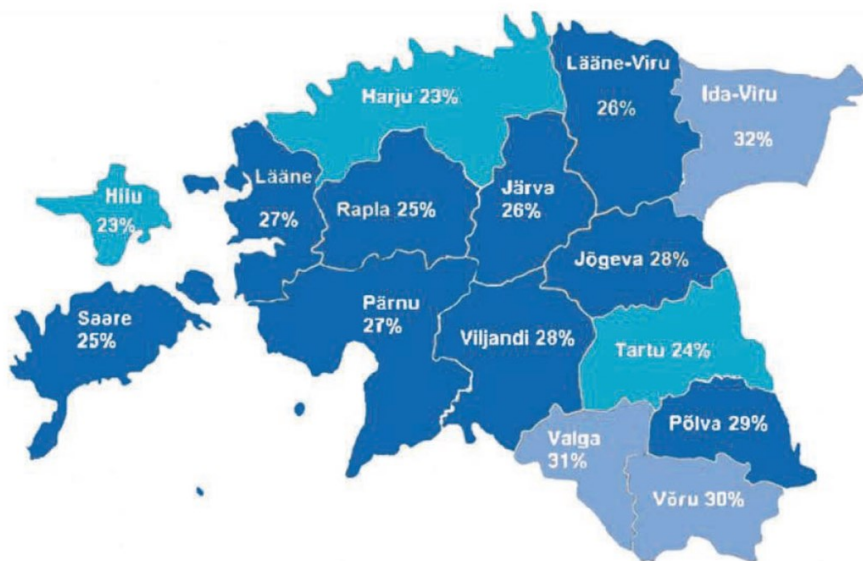 Lääne-Viru
26%
Ida-Viru
32%
Harju 23%
Lääne
27%
Hiiu
23%
Rapla 25%
Järva
26%
Jõgeva 28%
Saare
25%
Pärnu
27%
Viljandi 28%
Tartu 24%
Põlva 29%
Valga
31%
Võru 30%